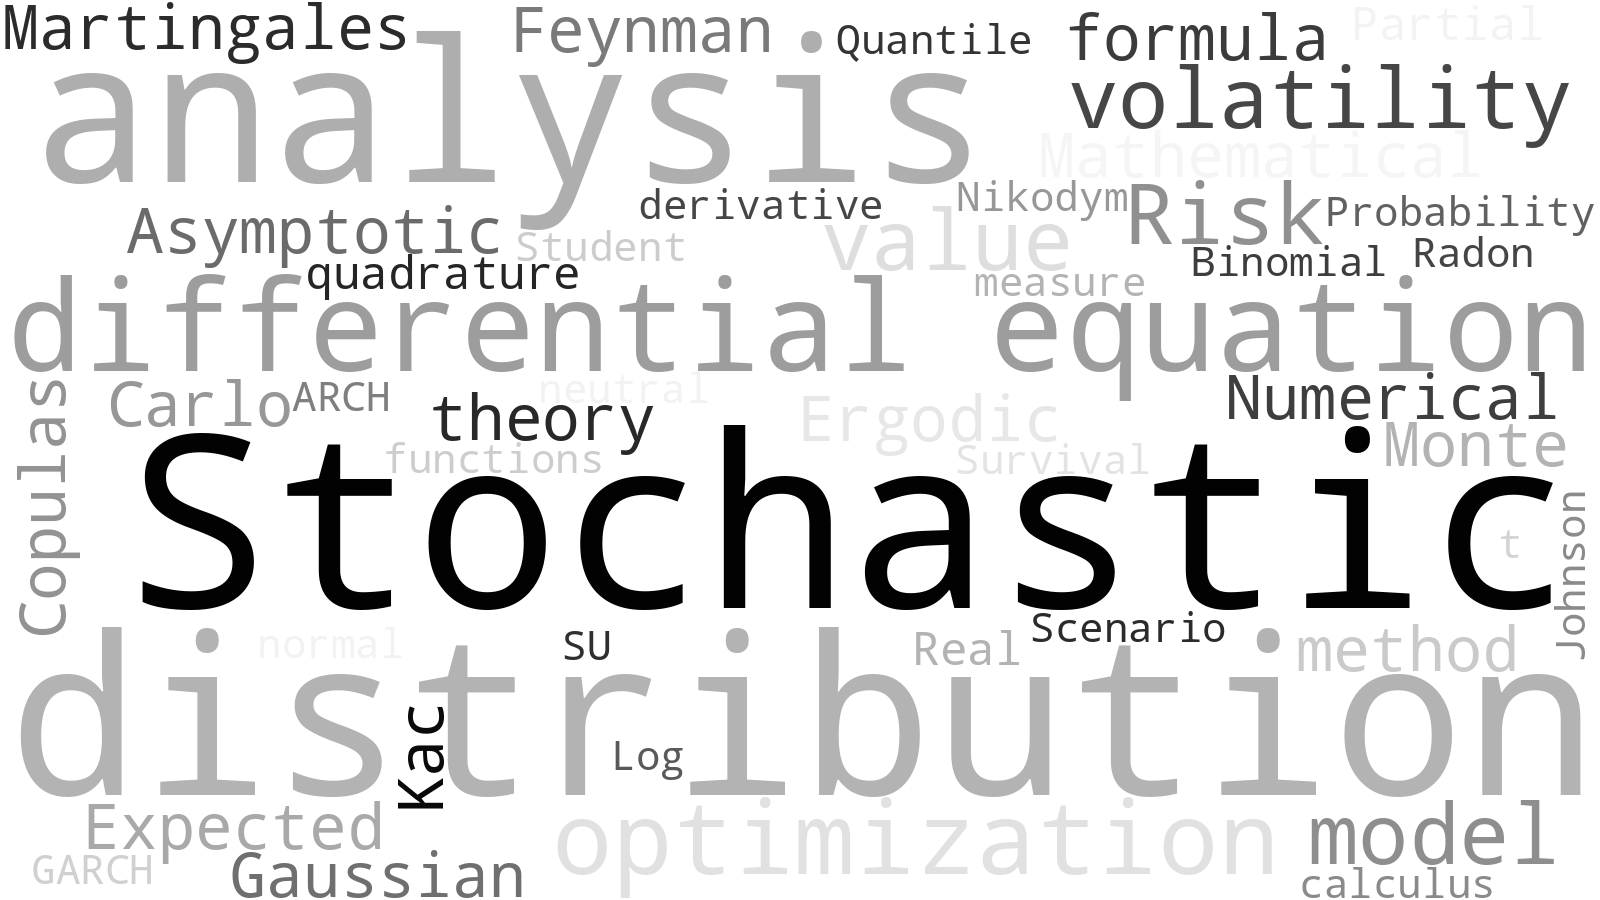 Martingales
Feynman
Quantile
formula
Partial
analysis
volatility
Mathematical
derivative
Nikodym
Risk
Probability
Asymptotic
Student
value
Binomial
Radon
quadrature
measure
differential equation
Carlo
ARCH
neutral
theory
Ergodic
Numerical
Copulas
functions
Survival
Monte
Stochastic
t
Johnson
normal
SU
Real
Scenario
method
distribution
Kac
Log
Expected
optimization
model
GARCH
Gaussian
calculus